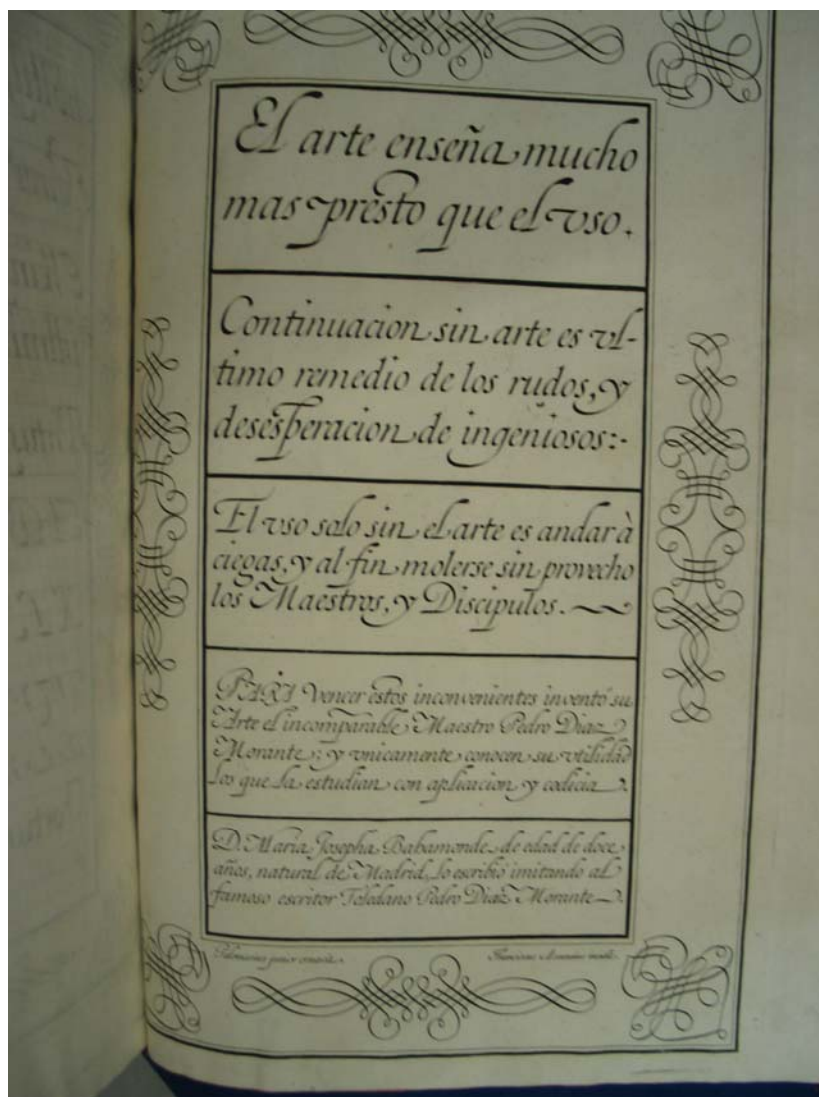 El arte enseña mucho
mas presto que el vso.
Continuacion sin arte es vl-
timo remedio de los rudos, y
desesperacion de ingeniosos:-
El vso solo sin el arte es andar à
ciegas, y al fin molerse sin provecho
los Maestros, y Discipulos.
PARA vencer estos inconvenientes inventó su
Arte el incomparable Maestro Pedro Diaz
Morante; y vnicamente conocen su vtilidad
los que la estudian con aplicacion y codicia.
D. Maria Josepha Bahamonde, de edad de doce
años, natural de Madrid, lo escribiò imitando al
famoso escritor Toledano Pedro Diaz Morante.